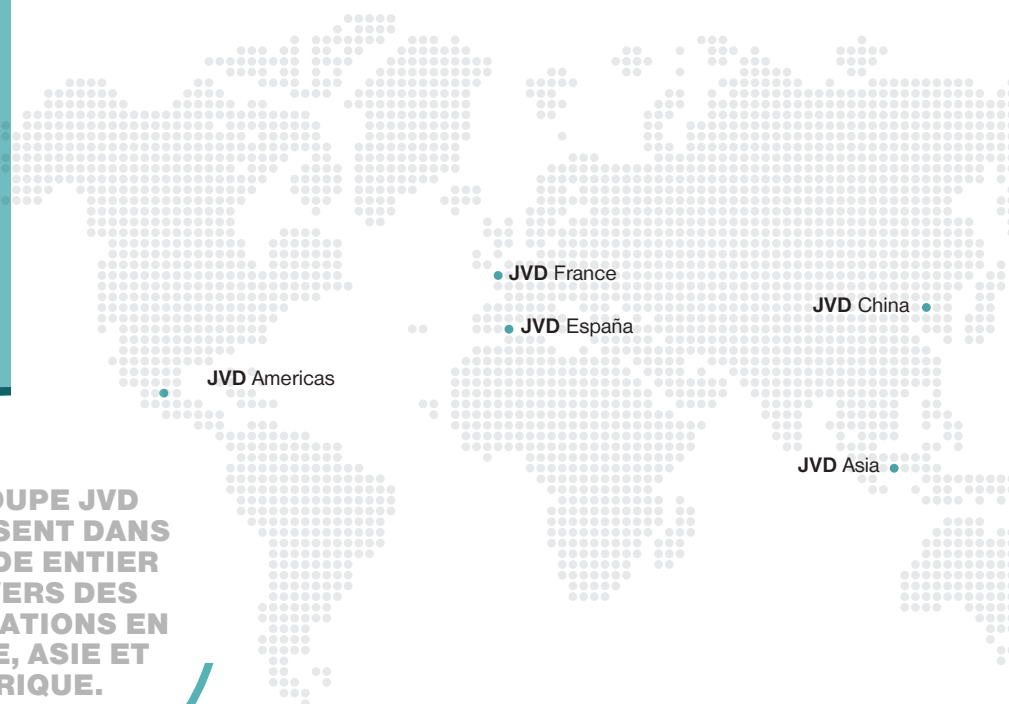 JVD France
JVD España
JVD China
JVD Americas
JVD Asia
OUPE JVD
SENT DANS
DE ENTIER
VERS DES
ATIONS EN
E, ASIE ET
RIQUE.